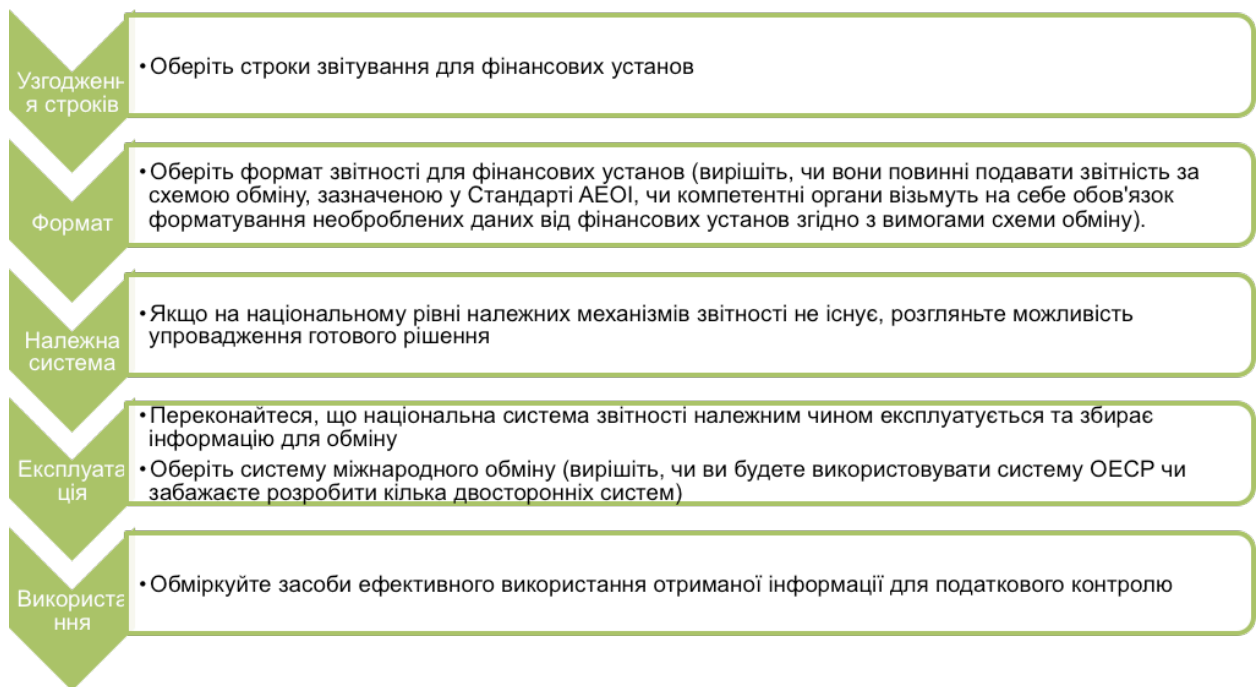 Узгодженн
я строків
•Оберіть строки звітування для фінансових установ
Формат
•Оберіть формат звітності для фінансових установ (вирішіть, чи вони повинні подавати звітність за
схемою обміну, зазначеною у Стандарті AEOI, чи компетентні органи візьмуть на себе обов'язок
форматування необроблених даних від фінансових установ згідно з вимогами схеми обміну).
Належна
система
•Якщо на національному рівні належних механізмів звітності не існує, розгляньте можливість
упровадження готового рішення
Експлуата
ція
•Переконайтеся, що національна система звітності належним чином експлуатується та збирає
інформацію для обміну
•Оберіть систему міжнародного обміну (вирішіть, чи ви будете використовувати систему ОЕСР чи
забажаєте розробити кілька двосторонніх систем)
Використа
ння
•Обміркуйте засоби ефективного використання отриманої інформації для податкового контролю